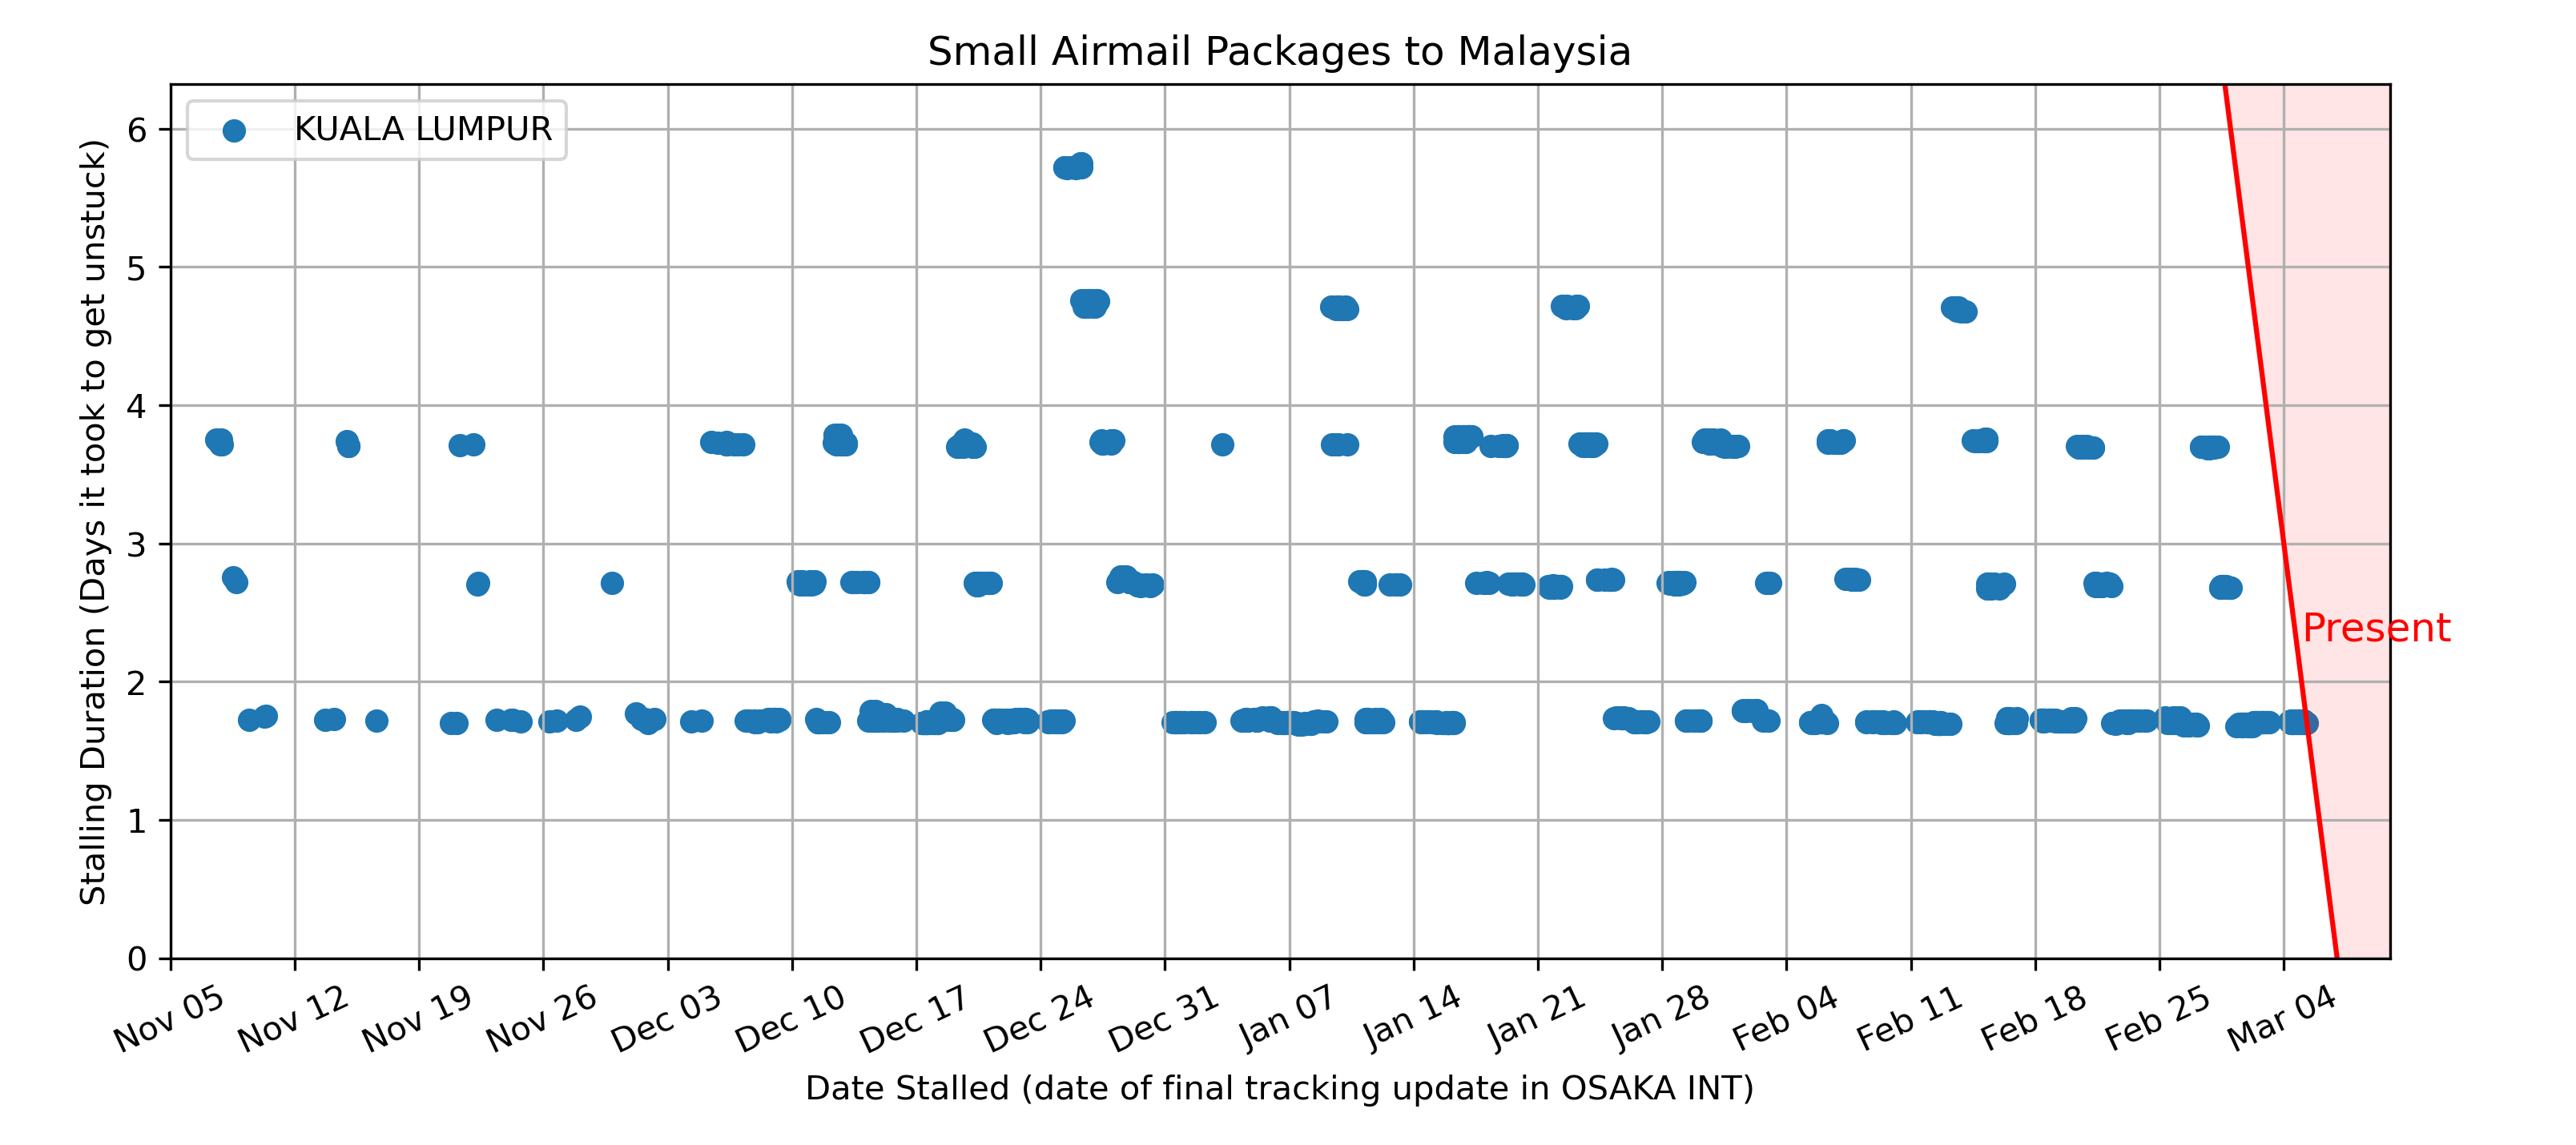 Small Airmail Packages to Malaysia
KUALA LUMPUR
Stalling Duration (Days it took to get unstuck)
6
5
4
3
2
1
0
Present
Nov 05
Nov 12
Nov 19
Nov 26
Dec 03
Dec 10
Dec 17
Dec 24
Dec 31
Jan 07
Jan 14
Jan 21
Jan 28
Feb 04
Feb 11
Feb 18
Feb 25
Mar 04
Date Stalled (date of final tracking update in OSAKA INT)